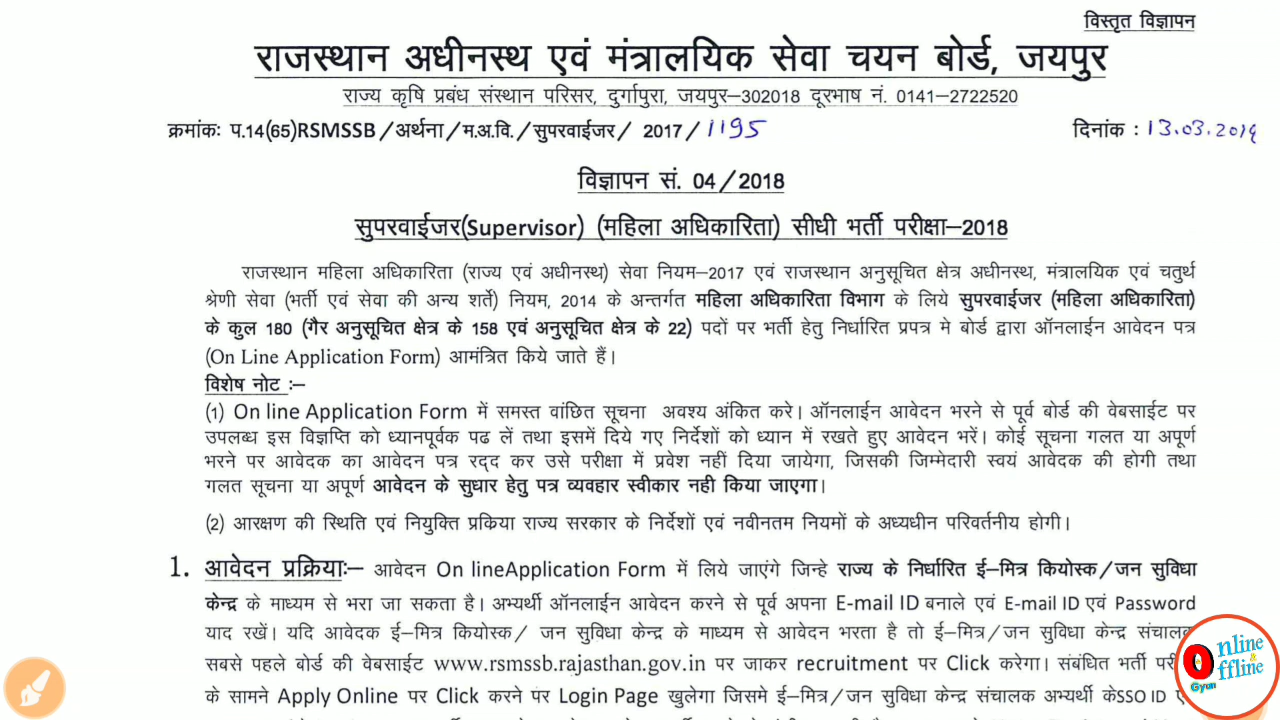 विस्तृत विज्ञापन
राजस्थान अधीनस्थ एवं मंत्रालयिक सेवा चयन बोर्ड, जयपुर
राज्य कृषि प्रबंध संस्थान परिसर, दुर्गापुरा, जयपुर–302018 दूरभाष नं. 0141–2722520
क्रमांकः प.14(65)RSMSSB/अर्थना/म.अ.वि./सुपरवाईजर/ 2017/1195 दिनांक : 13.03.2019
विज्ञापन सं. 04/2018
सुपरवाईजर(Supervisor) (महिला अधिकारिता) सीधी भर्ती परीक्षा–2018
राजस्थान महिला अधिकारिता (राज्य एवं अधीनस्थ) सेवा नियम–2017 एवं राजस्थान अनुसूचित क्षेत्र अधीनस्थ, मंत्रालयिक एवं चतुर्थ
श्रेणी सेवा (भर्ती एवं सेवा की अन्य शर्ते) नियम, 2014 के अन्तर्गत महिला अधिकारिता विभाग के लिये सुपरवाईजर (महिला अधिकारिता)
के कुल 180 (गैर अनुसूचित क्षेत्र के 158 एवं अनुसूचित क्षेत्र के 22) पदों पर भर्ती हेतु निर्धारित प्रपत्र मे बोर्ड द्वारा ऑनलाईन आवेदन पत्र
(On Line Application Form) आमंत्रित किये जाते हैं।
विशेष नोट :–
(1) On line Application Form में समस्त वांछित सूचना अवश्य अंकित करे। ऑनलाईन आवेदन भरने से पूर्व बोर्ड की वेबसाईट पर
उपलब्ध इस विज्ञप्ति को ध्यानपूर्वक पढ लें तथा इसमें दिये गए निर्देशों को ध्यान में रखते हुए आवेदन भरें। कोई सूचना गलत या अपूर्ण
भरने पर आवेदक का आवेदन पत्र रद्द कर उसे परीक्षा में प्रवेश नहीं दिया जायेगा, जिसकी जिम्मेदारी स्वयं आवेदक की होगी तथा
गलत सूचना या अपूर्ण आवेदन के सुधार हेतु पत्र व्यवहार स्वीकार नही किया जाएगा।
(2) आरक्षण की स्थिति एवं नियुक्ति प्रकिया राज्य सरकार के निर्देशों एवं नवीनतम नियमों के अध्यधीन परिवर्तनीय होगी।
1. आवेदन प्रक्रियाः– आवेदन On lineApplication Form में लिये जाएंगे जिन्हे राज्य के निर्धारित ई–मित्र कियोस्क/जन सुविधा
केन्द्र के माध्यम से भरा जा सकता है। अभ्यर्थी ऑनलाईन आवेदन करने से पूर्व अपना E-mail ID बनाले एवं E-mail ID एवं Password
याद रखें। यदि आवेदक ई–मित्र कियोस्क/ जन सुविधा केन्द्र के माध्यम से आवेदन भरता है तो ई–मित्र/जन सुविधा केन्द्र संचालक
सबसे पहले बोर्ड की वेबसाईट www.rsmssb.rajasthan.gov.in पर जाकर recruitment पर Click करेगा। संबंधित भर्ती
के सामने Apply Online पर Click करने पर Login Page खुलेगा जिसमे ई–मित्र/जन सुविधा केन्द्र संचालक अभ्यर्थी केSSO ID
Online
&
Offline
Gyan